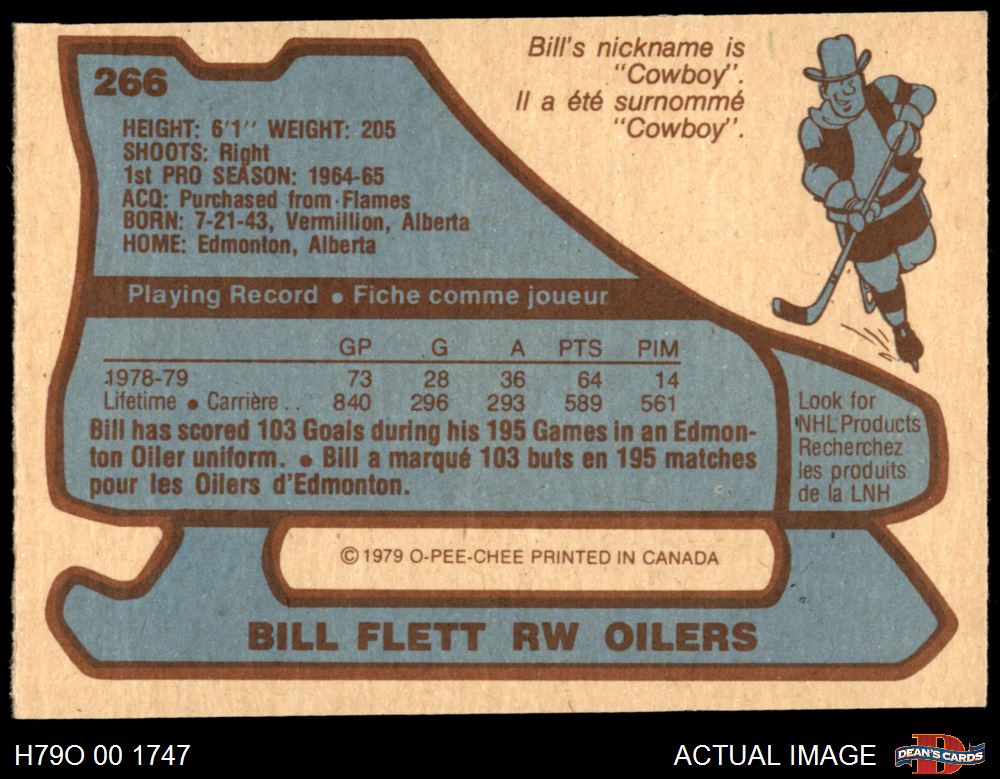 266
Bill's nickname is
"Cowboy".
Il a été surnommé
"Cowboy".
HEIGHT: 6'1" WEIGHT: 205
SHOOTS: Right
1st PRO SEASON: 1964-65
ACQ: Purchased from Flames
BORN: 7-21-43, Vermillion, Alberta
HOME: Edmonton, Alberta
Playing Record • Fiche comme joueur
GP G A PTS PIM
1978-79 73 28 36 64 14
Lifetime • Carrière .. 840 296 293 589 561
Bill has scored 103 Goals during his 195 Games in an Edmon-
ton Oiler uniform. • Bill a marqué 103 buts en 195 matches
pour les Oilers d'Edmonton.
Look for
NHL Products
Recherchez
les produits
de la LNH
© 1979 O-PEE-CHEE PRINTED IN CANADA
BILL FLETT RW OILERS
H79O 00 1747
ACTUAL IMAGE
D
DEAN'S CARDS